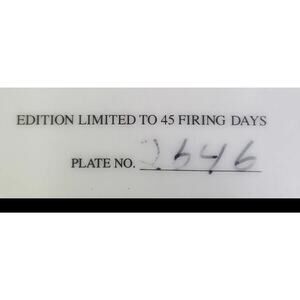 EDITION LIMITED TO 45 FIRING DAYS
PLATE NO. 2646